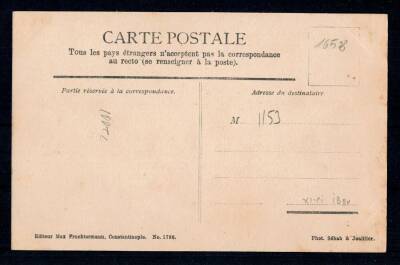 CARTE POSTALE
Tous les pays étrangers n'acceptent pas la correspondance
au recto (se renseigner à la poste).
1658
Partie réservée à la correspondance.
Adresse du destinataire
M 1153
Editeur Max Fruchtermann, Constantinople. No. 1786.
Phot. Sébah & Joaillier.